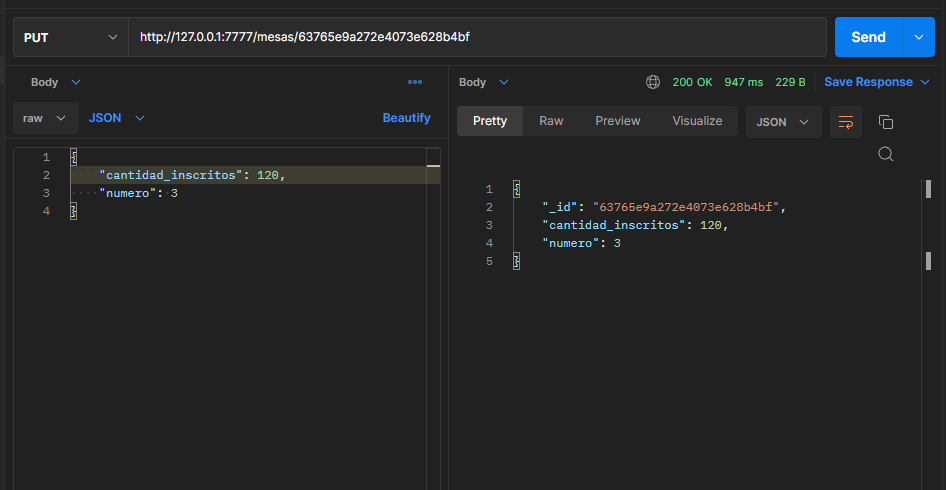 PUT http://127.0.0.1:7777/mesas/63765e9a272e4073e628b4bf Send
Body
raw JSON Beautify
1 {
2 "cantidad_inscritos": 120,
3 "numero": 3
4 }
Body 200 OK 947 ms 229 B Save Response
Pretty Raw Preview Visualize JSON
1 {
2 "_id": "63765e9a272e4073e628b4bf",
3 "cantidad_inscritos": 120,
4 "numero": 3
5 }